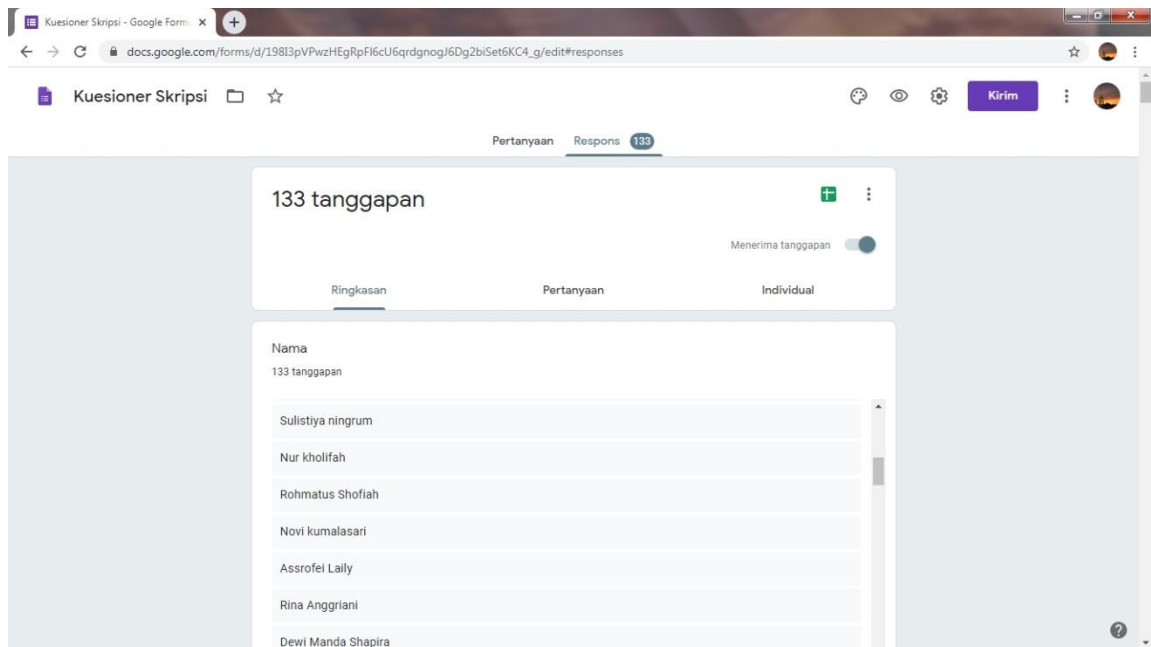 Kuesioner Skripsi - Google Form
docs.google.com/forms/d/198I3pVPwzHEgRpFl6cU6qrdgnogJ6Dg2biSet6KC4_g/edit#responses
Kuesioner Skripsi
Kirim
Pertanyaan Respons 133
133 tanggapan
Menerima tanggapan
Ringkasan Pertanyaan Individual
Nama
133 tanggapan
Sulistiya ningrum
Nur kholifah
Rohmatus Shofiah
Novi kumalasari
Assrofei Laily
Rina Anggriani
Dewi Manda Shapira